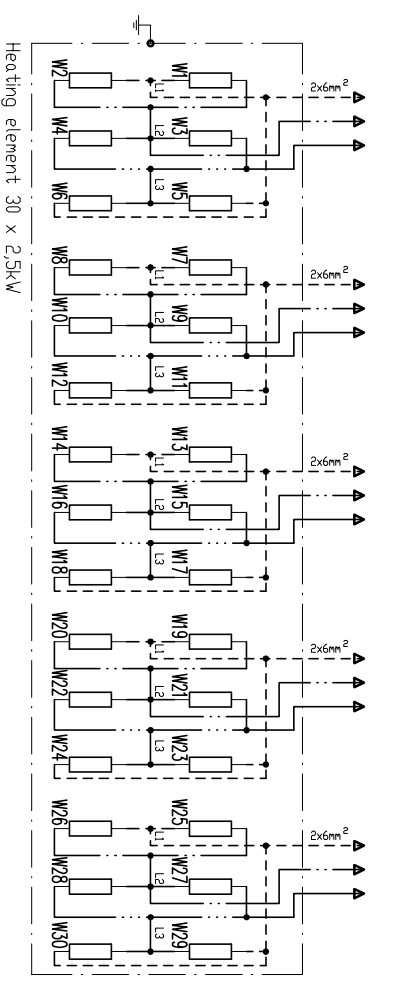 Heating element 30 x 2,5kW
W2
W1
L1
2x6mm²
W4
L2
W3
W6
L3
W5
W8
W7
L1
2x6mm²
W10
L2
W9
W12
L3
W11
W14
W13
L1
2x6mm²
W16
L2
W15
W18
L3
W17
W20
W19
L1
2x6mm²
W22
L2
W21
W24
L3
W23
W26
W25
L1
2x6mm²
W28
L2
W27
W30
L3
W29